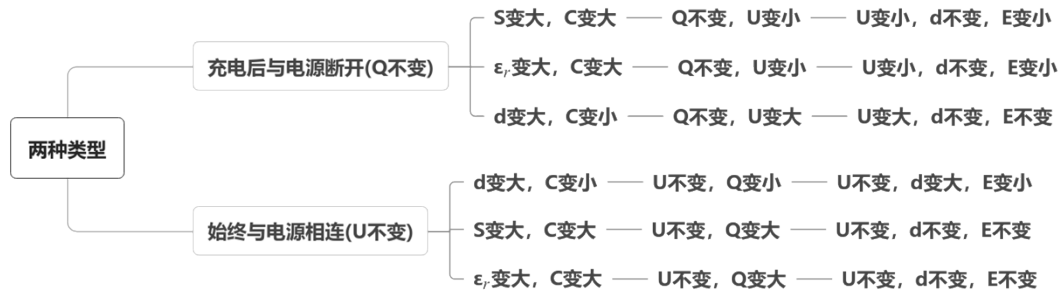 两种类型
充电后与电源断开(Q不变)
S变大，C变大 Q不变，U变小 U变小，d不变，E变小
εᵣ变大，C变大 Q不变，U变小 U变小，d不变，E变小
d变大，C变小 Q不变，U变大 U变大，d不变，E不变
始终与电源相连(U不变)
d变大，C变小 U不变，Q变小 U不变，d变大，E变小
S变大，C变大 U不变，Q变大 U不变，d不变，E不变
εᵣ变大，C变大 U不变，Q变大 U不变，d不变，E不变